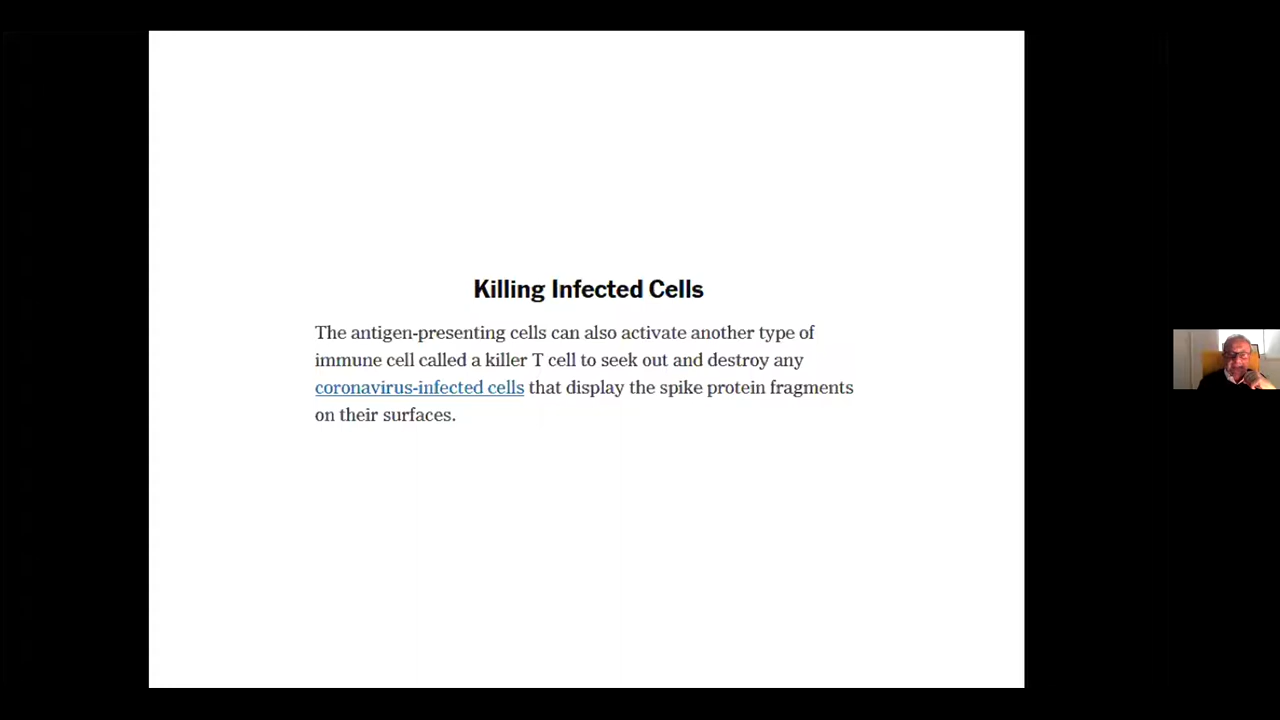 Killing Infected Cells
The antigen-presenting cells can also activate another type of
immune cell called a killer T cell to seek out and destroy any
coronavirus-infected cells that display the spike protein fragments
on their surfaces.